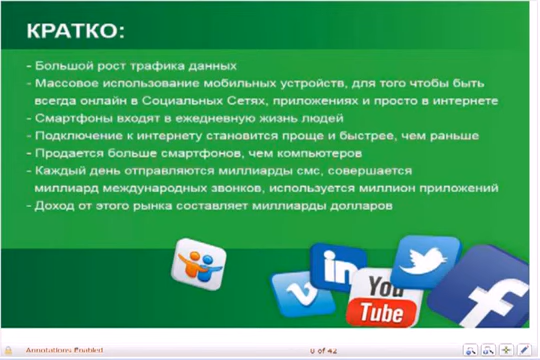 КРАТКО:
- Большой рост трафика данных
- Массовое использование мобильных устройств, для того чтобы быть
всегда онлайн в Социальных Сетях, приложениях и просто в интернете
- Смартфоны входят в ежедневную жизнь людей
- Подключение к интернету становится проще и быстрее, чем раньше
- Продается больше смартфонов, чем компьютеров
- Каждый день отправляются миллиарды смс, совершается
миллиард международных звонков, используется миллион приложений
- Доход от этого рынка составляет миллиарды долларов
in
You
Tube
f
Annotations Enabled
of 42